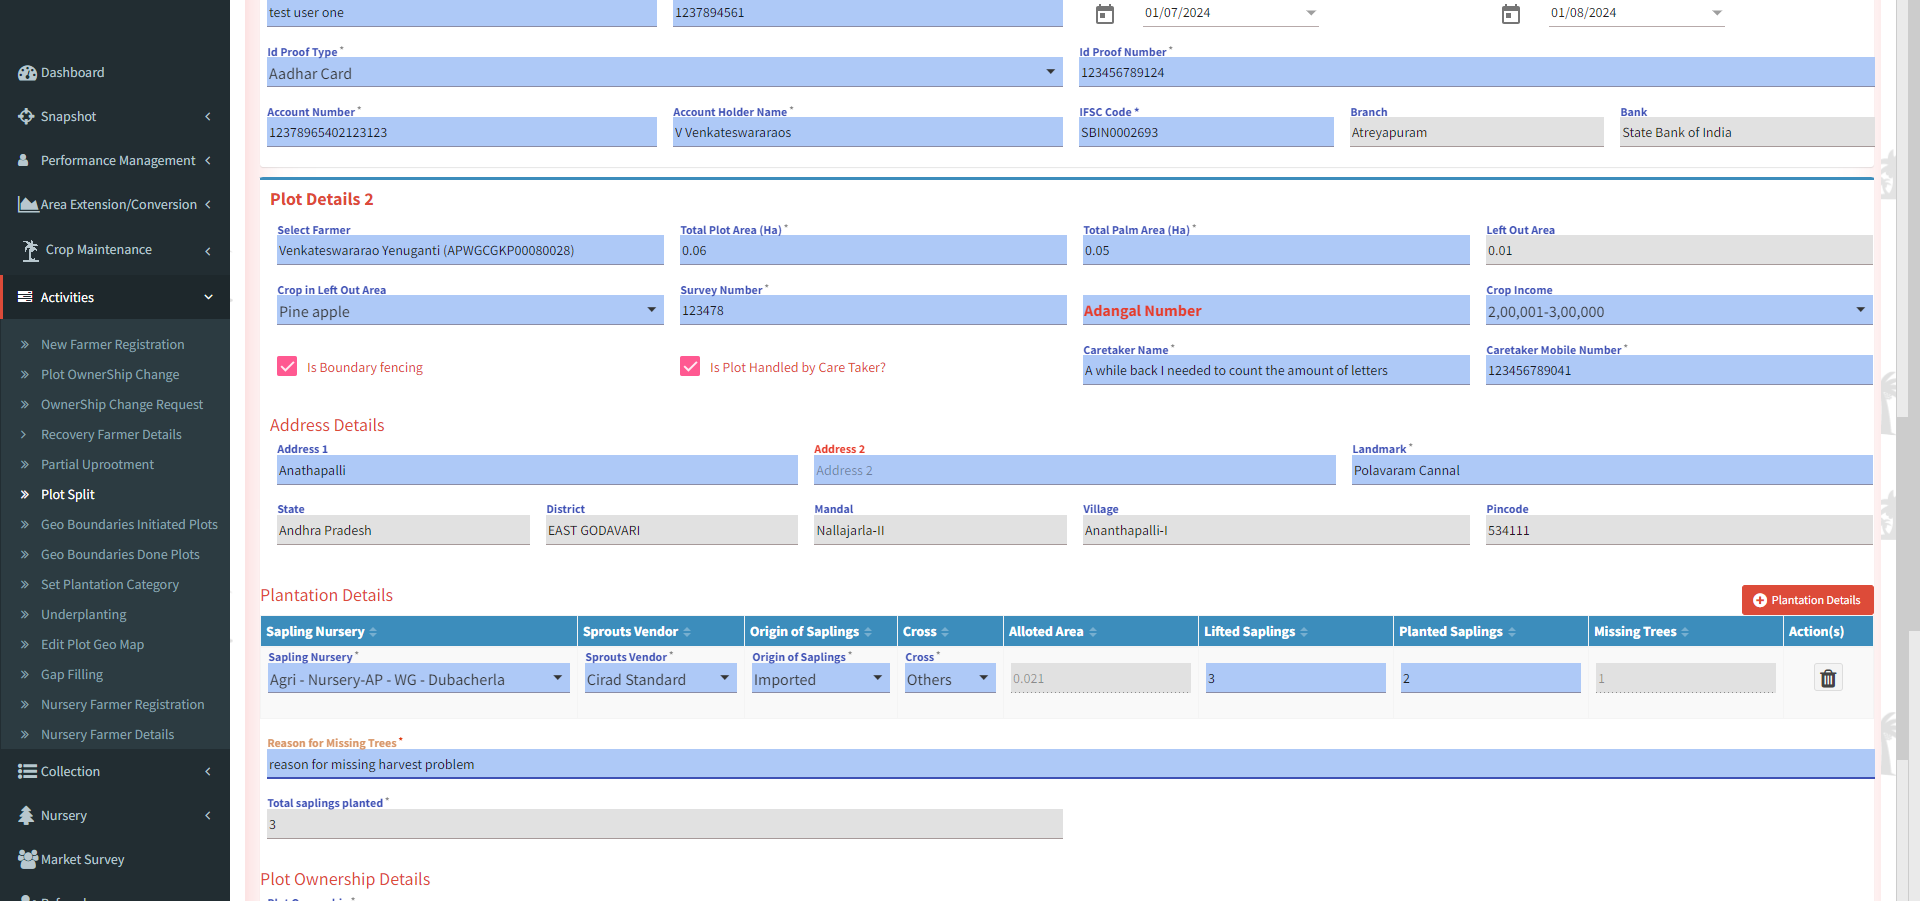 Dashboard
Snapshot
Performance Management
Area Extension/Conversion
Crop Maintenance
Activities
New Farmer Registration
Plot OwnerShip Change
OwnerShip Change Request
Recovery Farmer Details
Partial Uprootment
Plot Split
Geo Boundaries Initiated Plots
Geo Boundaries Done Plots
Set Plantation Category
Underplanting
Edit Plot Geo Map
Gap Filling
Nursery Farmer Registration
Nursery Farmer Details
Collection
Nursery
Market Survey
test user one 1237894561 01/07/2024 01/08/2024
Id Proof Type * Id Proof Number *
Aadhar Card 123456789124
Account Number * Account Holder Name * IFSC Code * Branch Bank
12378965402123123 V Venkateswararaos SBIN0002693 Atreyapuram State Bank of India
Plot Details 2
Select Farmer Total Plot Area (Ha) * Total Palm Area (Ha) * Left Out Area
Venkateswararao Yenuganti (APWGCGKP00080028) 0.06 0.05 0.01
Crop in Left Out Area Survey Number * Crop Income
Pine apple 123478 Adangal Number 2,00,001-3,00,000
Caretaker Name * Caretaker Mobile Number *
Is Boundary fencing Is Plot Handled by Care Taker? A while back I needed to count the amount of letters 123456789041
Address Details
Address 1 Address 2 Landmark *
Anathapalli Address 2 Polavaram Cannal
State District Mandal Village Pincode
Andhra Pradesh EAST GODAVARI Nallajarla-II Ananthapalli-I 534111
Plantation Details Plantation Details
Sapling Nursery Sprouts Vendor Origin of Saplings Cross Alloted Area Lifted Saplings Planted Saplings Missing Trees Action(s)
Sapling Nursery * Sprouts Vendor * Origin of Saplings * Cross *
Agri - Nursery-AP - WG - Dubacherla Cirad Standard Imported Others 0.021 3 2 1
Reason for Missing Trees *
reason for missing harvest problem
Total saplings planted *
3
Plot Ownership Details